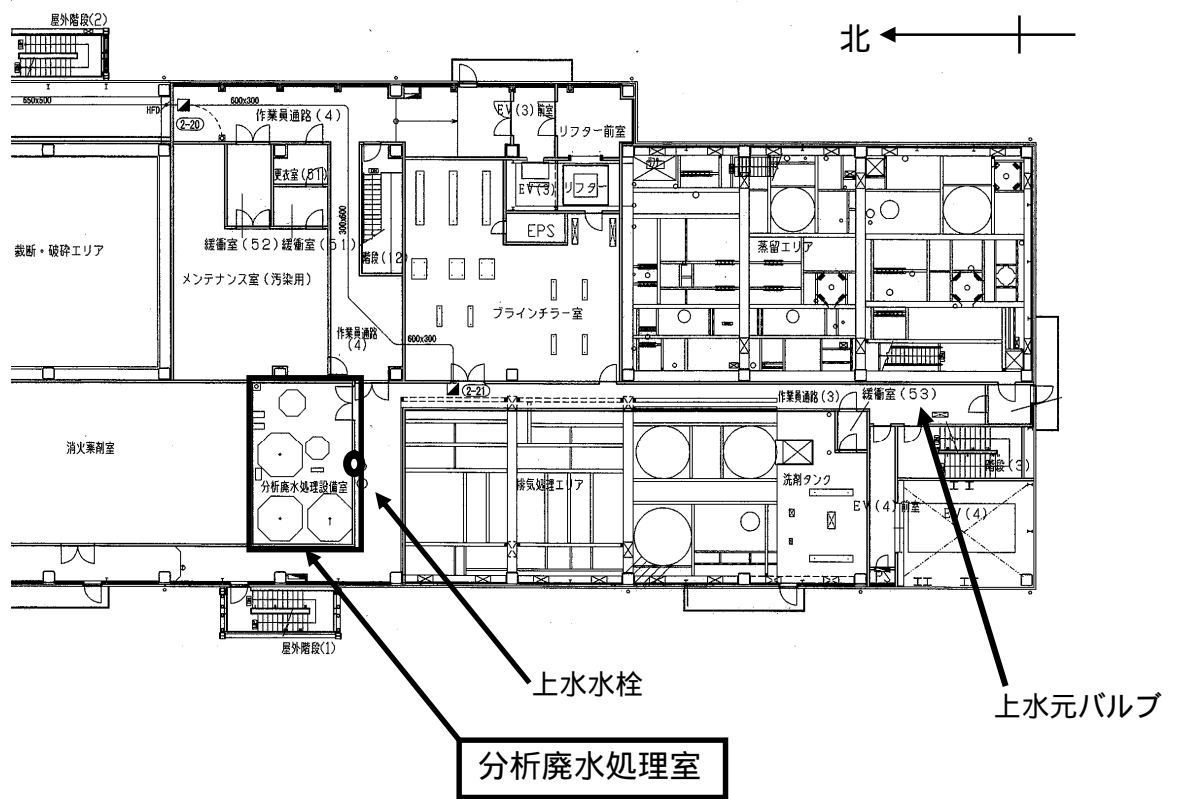 屋外階段(2)
北
650x500
HFD
600x300
2-20
作業員通路(4)
EV(3)前室
リフター前室
更衣室(51)
300x600
EV(3)
リフター
EPS
緩衝室(52)
緩衝室(51)
階段(12)
裁断・破砕エリア
メンテナンス室(汚染用)
蒸留エリア
ブラインチラー室
作業員通路
(4)
600x300
2-21
作業員通路(3)
緩衝室(53)
消火薬剤室
分析廃水処理設備室
排気処理エリア
洗剤タンク
階段(3)
EV(4)前室
EV(4)
屋外階段(1)
上水水栓
上水元バルブ
分析廃水処理室